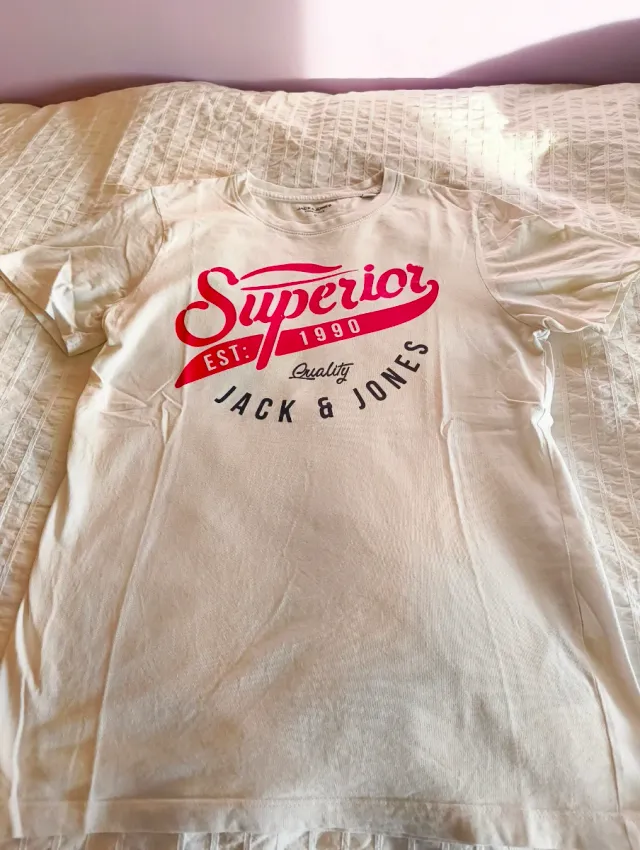 Superior
EST: 1990
Quality
JACK & JONES